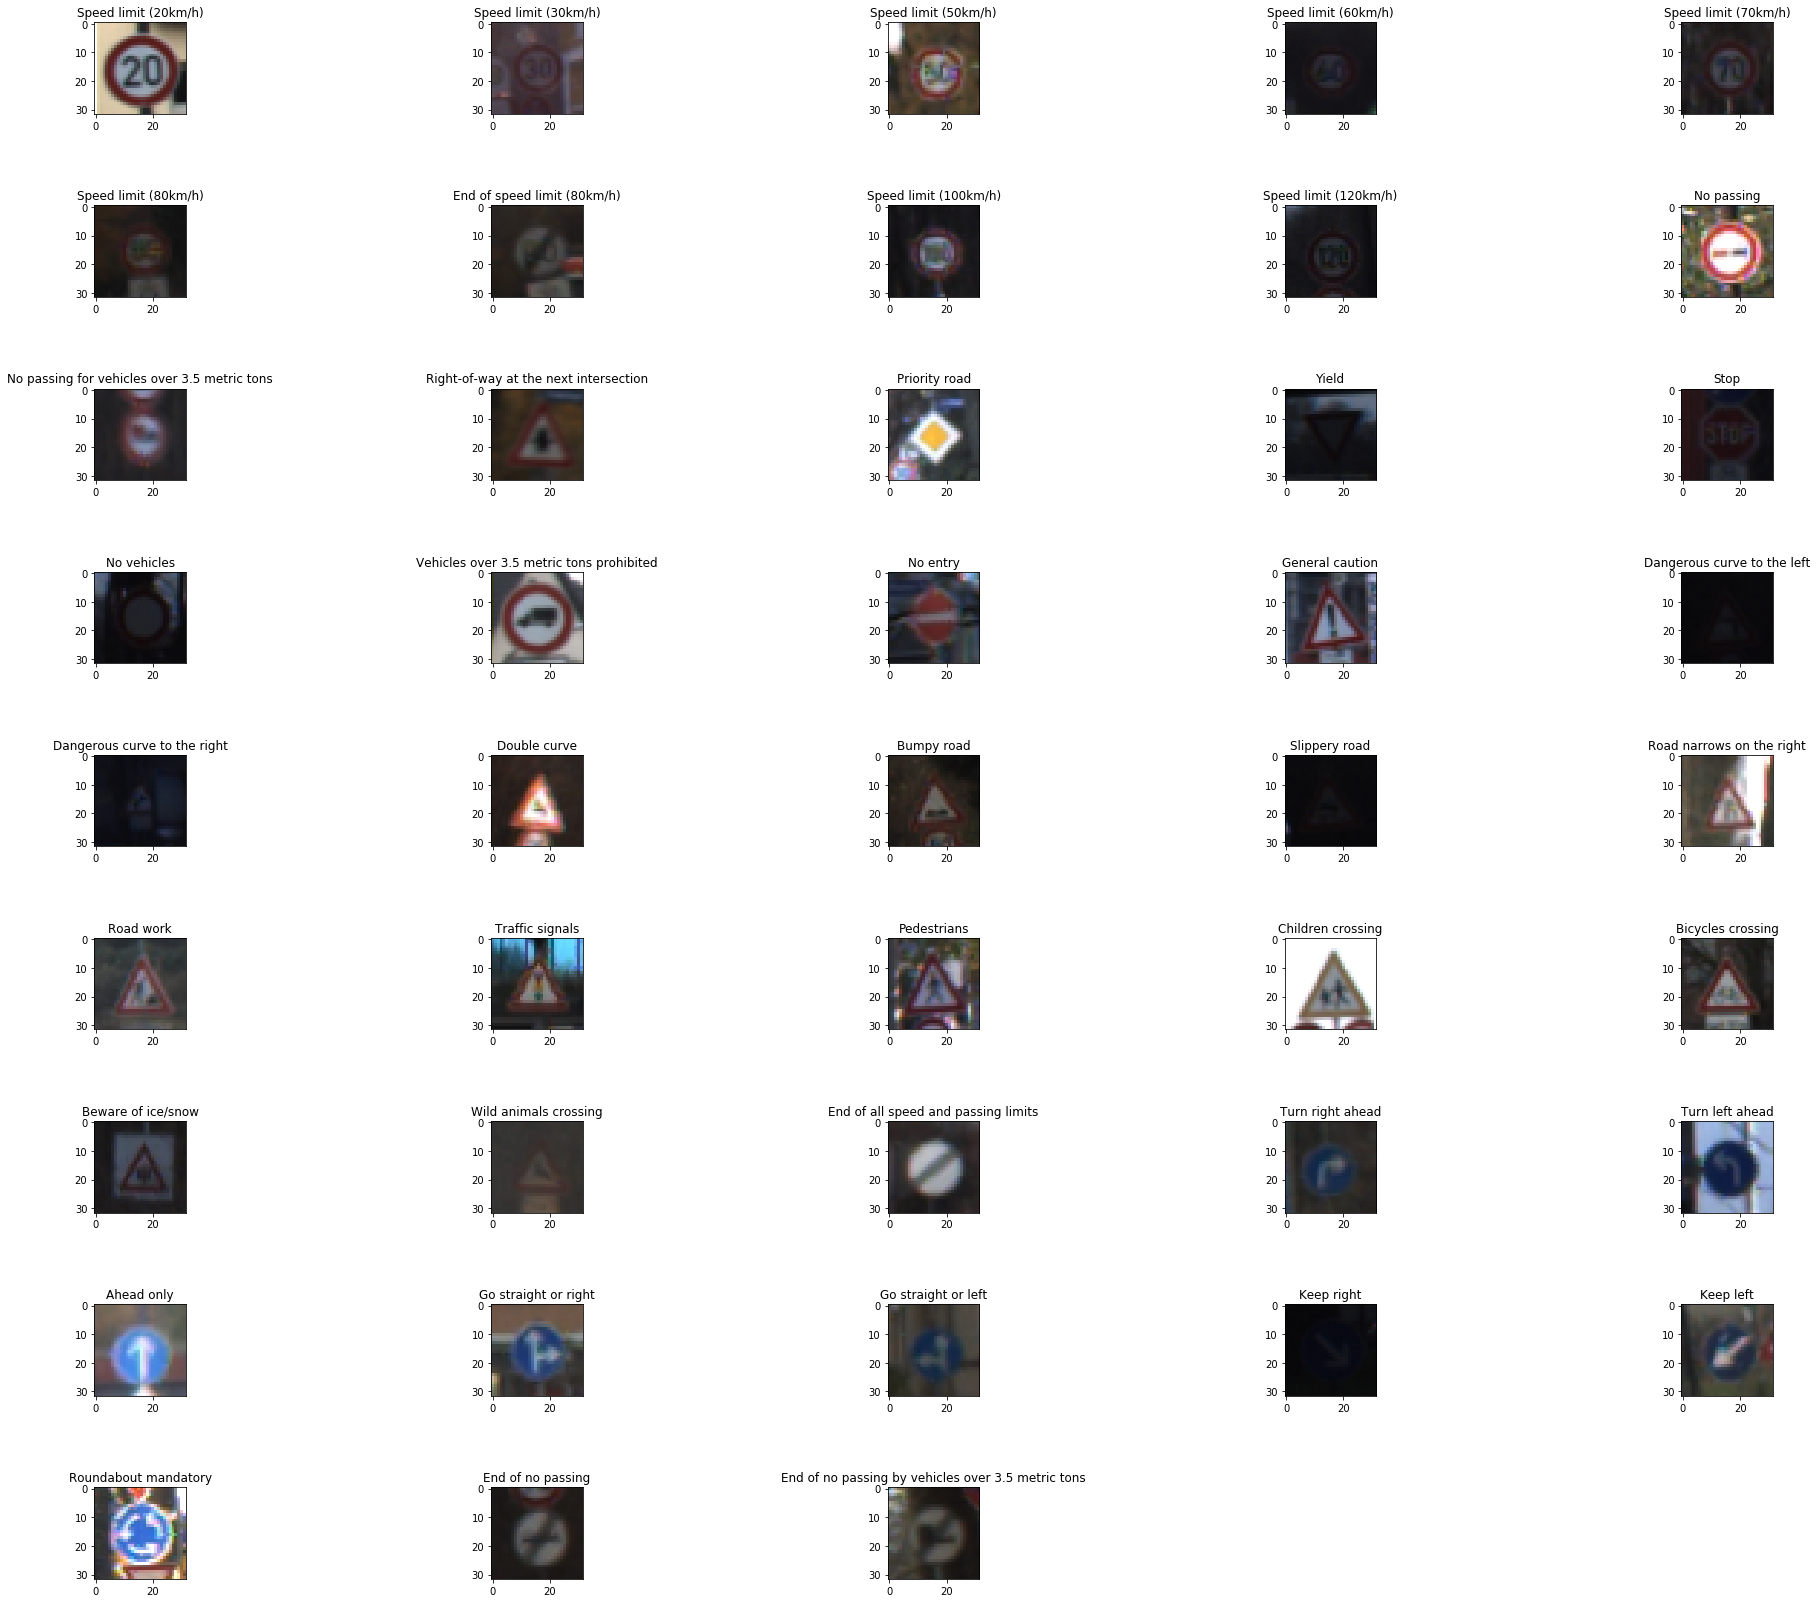 Speed limit (20km/h) Speed limit (30km/h) Speed limit (50km/h) Speed limit (60km/h) Speed limit (70km/h)
0 0 0 0 0
10 10 10 10 10
20 20 20 20 20
30 30 30 30 30
0 20 0 20 0 20 0 20 0 20
20 30 70
Speed limit (80km/h) End of speed limit (80km/h) Speed limit (100km/h) Speed limit (120km/h) No passing
0 0 0 0 0
10 10 10 10 10
20 20 20 20 20
30 30 30 30 30
0 20 0 20 0 20 0 20 0 20
120
No passing for vehicles over 3.5 metric tons Right-of-way at the next intersection Priority road Yield Stop
0 0 0 0 0
10 10 10 10 10
20 20 20 20 20
30 30 30 30 30
0 20 0 20 0 20 0 20 0 20
STOP
No vehicles Vehicles over 3.5 metric tons prohibited No entry General caution Dangerous curve to the left
0 0 0 0 0
10 10 10 10 10
20 20 20 20 20
30 30 30 30 30
0 20 0 20 0 20 0 20 0 20
Dangerous curve to the right Double curve Bumpy road Slippery road Road narrows on the right
0 0 0 0 0
10 10 10 10 10
20 20 20 20 20
30 30 30 30 30
0 20 0 20 0 20 0 20 0 20
Road work Traffic signals Pedestrians Children crossing Bicycles crossing
0 0 0 0 0
10 10 10 10 10
20 20 20 20 20
30 30 30 30 30
0 20 0 20 0 20 0 20 0 20
Beware of ice/snow Wild animals crossing End of all speed and passing limits Turn right ahead Turn left ahead
0 0 0 0 0
10 10 10 10 10
20 20 20 20 20
30 30 30 30 30
0 20 0 20 0 20 0 20 0 20
Ahead only Go straight or right Go straight or left Keep right Keep left
0 0 0 0 0
10 10 10 10 10
20 20 20 20 20
30 30 30 30 30
0 20 0 20 0 20 0 20 0 20
Roundabout mandatory End of no passing End of no passing by vehicles over 3.5 metric tons
0 0 0
10 10 10
20 20 20
30 30 30
0 20 0 20 0 20